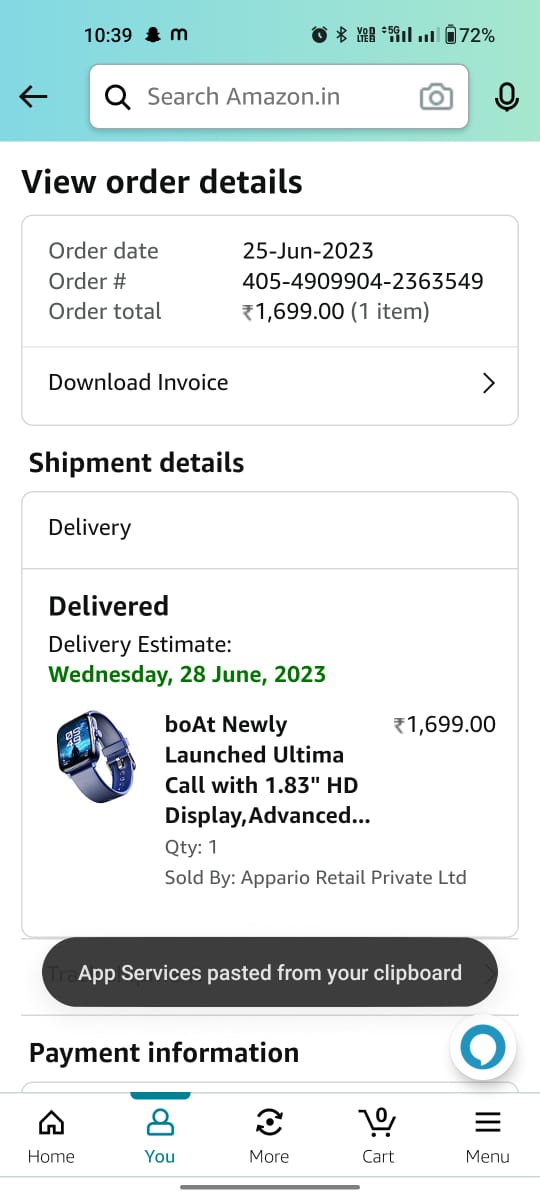 10:39 m VoD LTED 5G 72%
Search Amazon.in
View order details
Order date 25-Jun-2023
Order # 405-4909904-2363549
Order total ₹1,699.00 (1 item)
Download Invoice
Shipment details
Delivery
Delivered
Delivery Estimate:
Wednesday, 28 June, 2023
boAt Newly ₹1,699.00
Launched Ultima
Call with 1.83" HD
Display,Advanced...
Qty: 1
Sold By: Appario Retail Private Ltd
App Services pasted from your clipboard
Payment information
0
Home You More Cart Menu